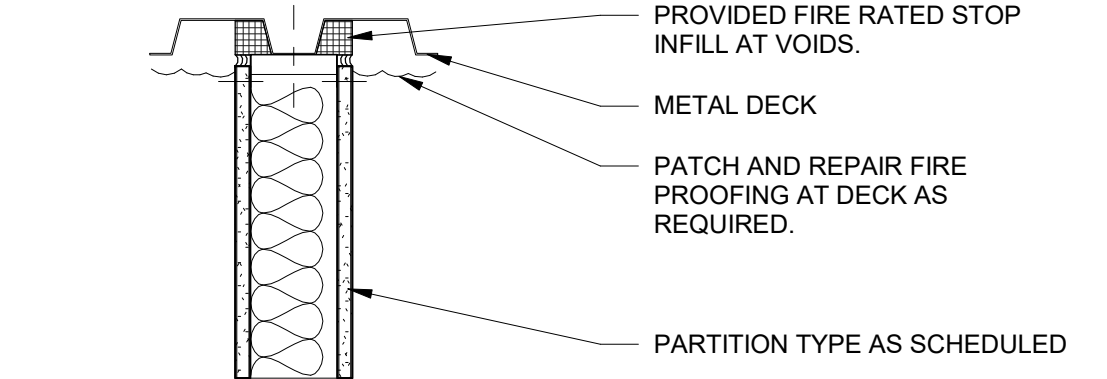 PROVIDED FIRE RATED STOP
INFILL AT VOIDS.
METAL DECK
PATCH AND REPAIR FIRE
PROOFING AT DECK AS
REQUIRED.
PARTITION TYPE AS SCHEDULED